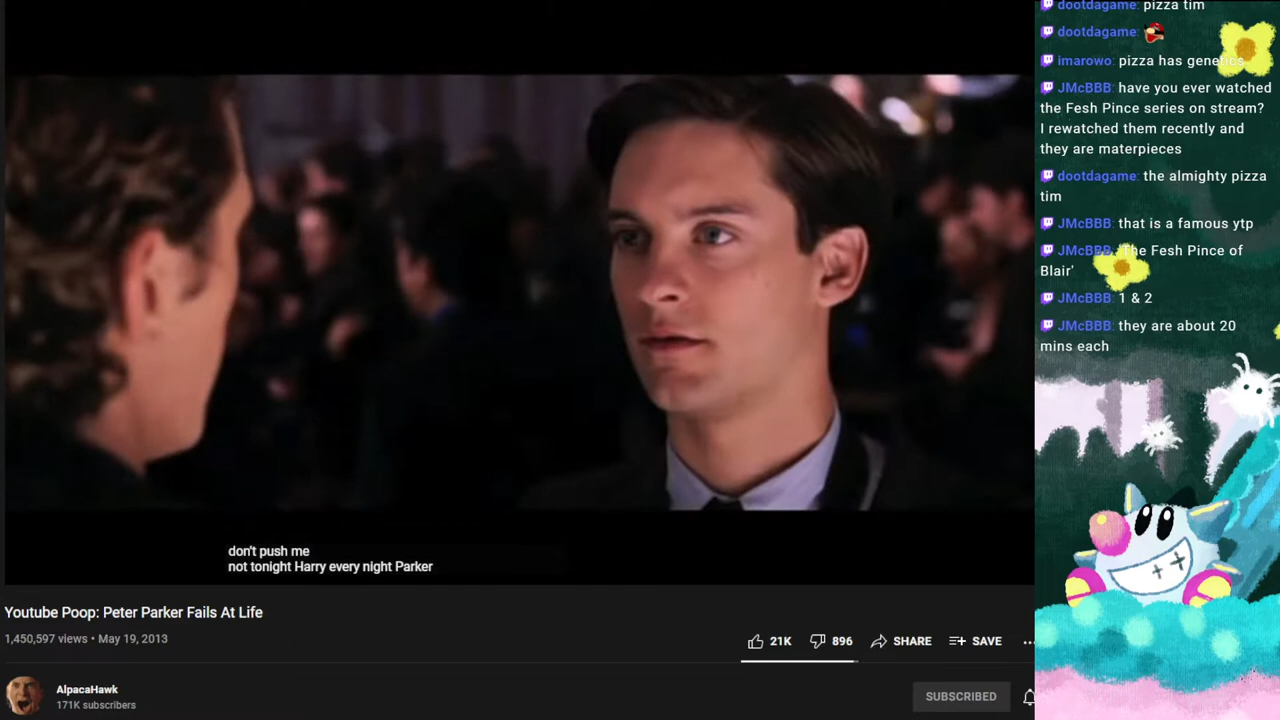 dootdagame: pizza tim
dootdagame:
imarowo: pizza has genetics
JMcBBB: have you ever watched
the Fesh Pince series on stream?
I rewatched them recently and
they are materpieces
dootdagame: the almighty pizza
tim
JMcBBB: that is a famous ytp
JMcBBB: 'The Fesh Pince of
Blair'
JMcBBB: 1 & 2
JMcBBB: they are about 20
mins each
don't push me
not tonight Harry every night Parker
Youtube Poop: Peter Parker Fails At Life
1,450,597 views • May 19, 2013
21K
896
SHARE
SAVE
AlpacaHawk
171K subscribers
SUBSCRIBED